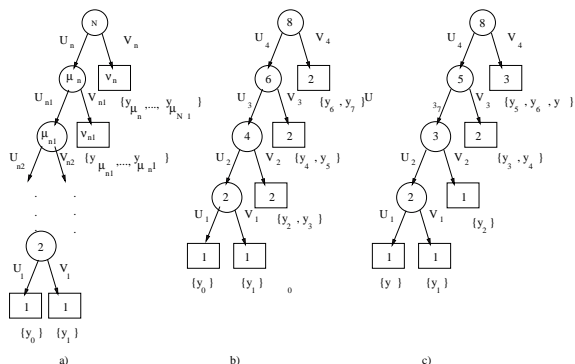 N
U n V n
μ n ν n
U n1 V n1 {y μ n ,..., y μ N 1 }
μ n1 ν n1
U n2 V n2 {y μ n1 ,..., y μ n1 }
. .
. .
. .
2
U 1 V 1
1 1
{y 0 } {y 1 }
a)
8
U 4 V 4
6 2
U 3 V 3 {y 6 , y 7 }
4 2
U 2 V 2 {y 4 , y 5 }
2 2
U 1 V 1 {y 2 , y 3 }
1 1
{y 0 } {y 1 } 0
b)
8
U 4 V 4
U 5 3
3 7 V 3 {y 5 , y 6 , y }
3 2
U 2 V 2 {y 3 , y 4 }
2 1
U 1 V 1 {y 2 }
1 1
{y } {y 1 }
c)